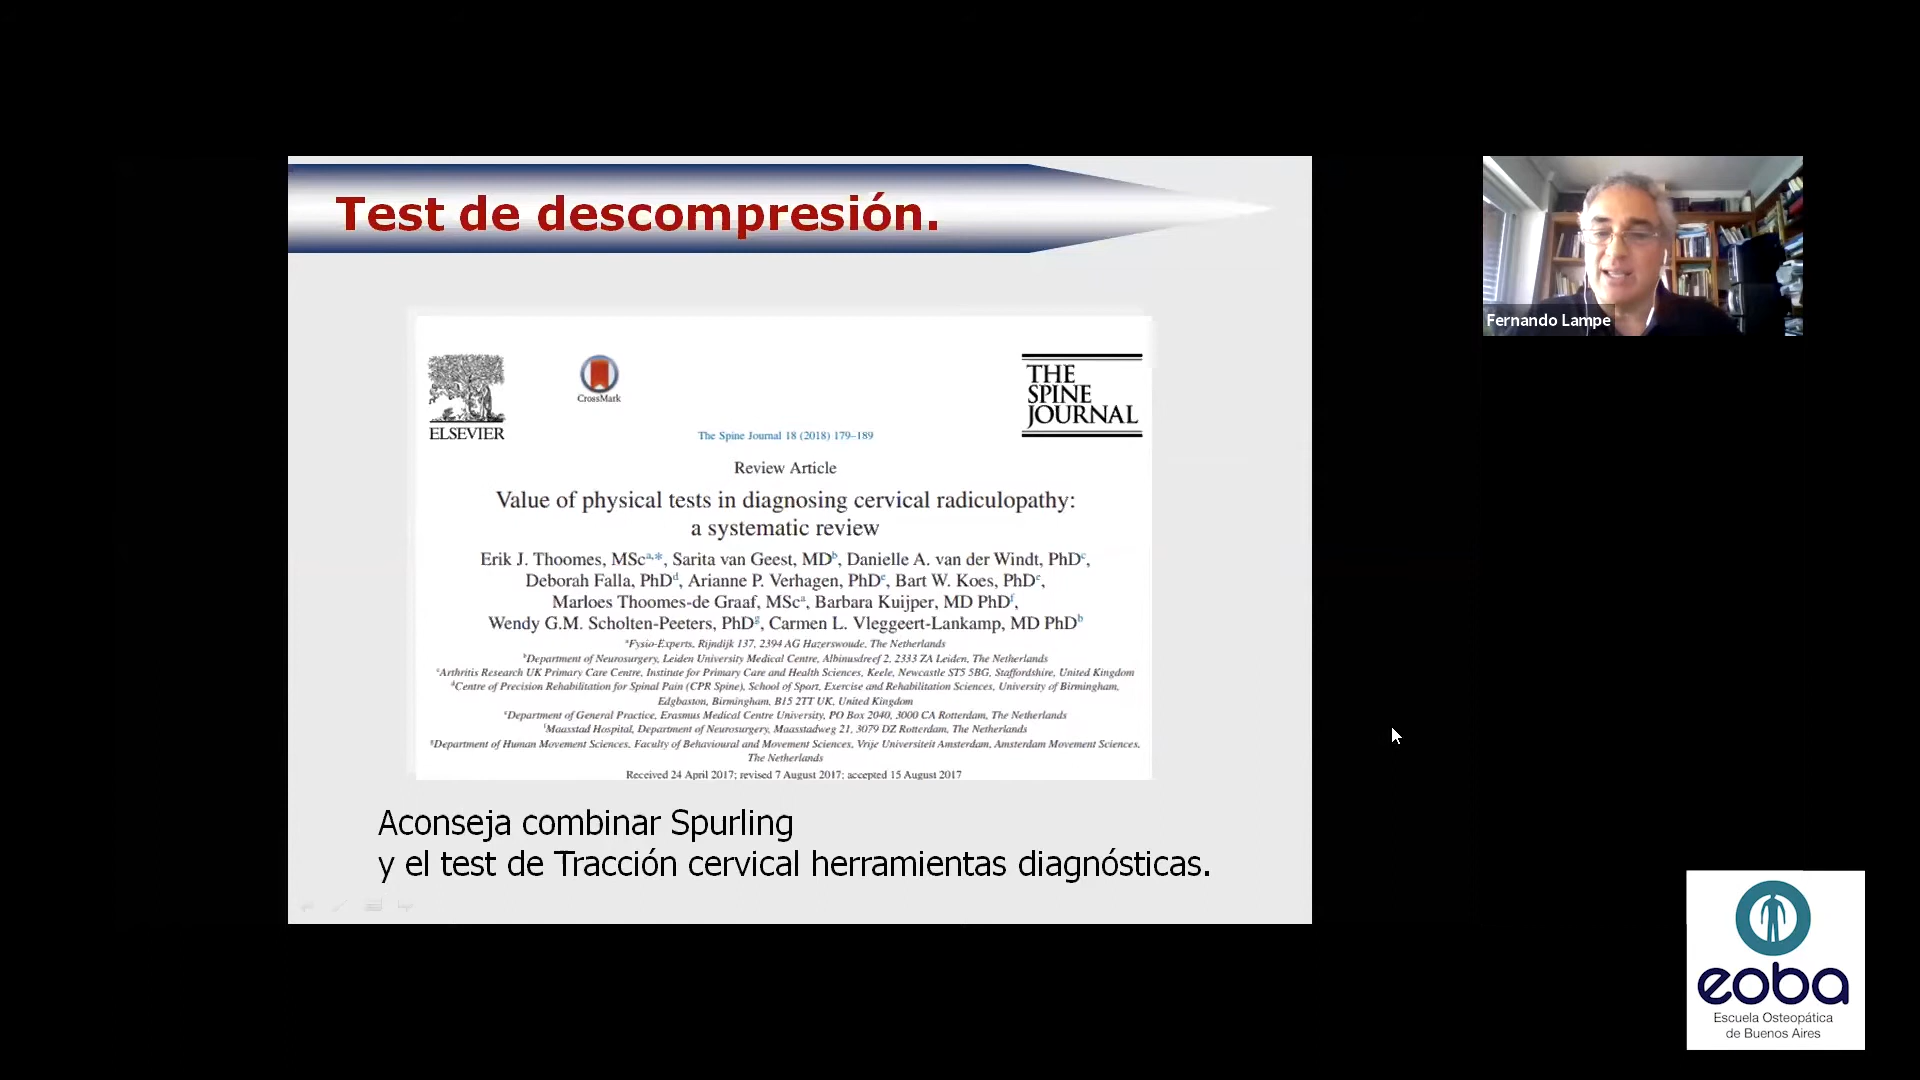 Test de descompresión.
ELSEVIER
CrossMark
THE
SPINE
JOURNAL
The Spine Journal 18 (2018) 179–189
Review Article
Value of physical tests in diagnosing cervical radiculopathy:
a systematic review
Erik J. Thoomes, MScᵃ,*, Sarita van Geest, MDᵇ, Danielle A. van der Windt, PhDᶜ,
Deborah Falla, PhDᵈ, Arianne P. Verhagen, PhDᵉ, Bart W. Koes, PhDᵉ,
Marloes Thoomes-de Graaf, MScᵃ, Barbara Kuijper, MD PhDᶠ,
Wendy G.M. Scholten-Peeters, PhDᵍ, Carmen L. Vleggeert-Lankamp, MD PhDᵇ
ᵃFysio-Experts, Rijndijk 137, 2394 AG Hazerswoude, The Netherlands
ᵇDepartment of Neurosurgery, Leiden University Medical Centre, Albinusdreef 2, 2333 ZA Leiden, The Netherlands
ᶜArthritis Research UK Primary Care Centre, Institute for Primary Care and Health Sciences, Keele, Newcastle ST5 5BG, Staffordshire, United Kingdom
ᵈCentre of Precision Rehabilitation for Spinal Pain (CPR Spine), School of Sport, Exercise and Rehabilitation Sciences, University of Birmingham,
Edgbaston, Birmingham, B15 2TT UK, United Kingdom
ᵉDepartment of General Practice, Erasmus Medical Centre University, PO Box 2040, 3000 CA Rotterdam, The Netherlands
ᶠMaasstad Hospital, Department of Neurosurgery, Maasstadweg 21, 3079 DZ Rotterdam, The Netherlands
ᵍDepartment of Human Movement Sciences, Faculty of Behavioural and Movement Sciences, Vrije Universiteit Amsterdam, Amsterdam Movement Sciences,
The Netherlands
Received 24 April 2017; revised 7 August 2017; accepted 15 August 2017
Aconseja combinar Spurling
y el test de Tracción cervical herramientas diagnósticas.
Fernando Lampe
eoba
Escuela Osteopática
de Buenos Aires